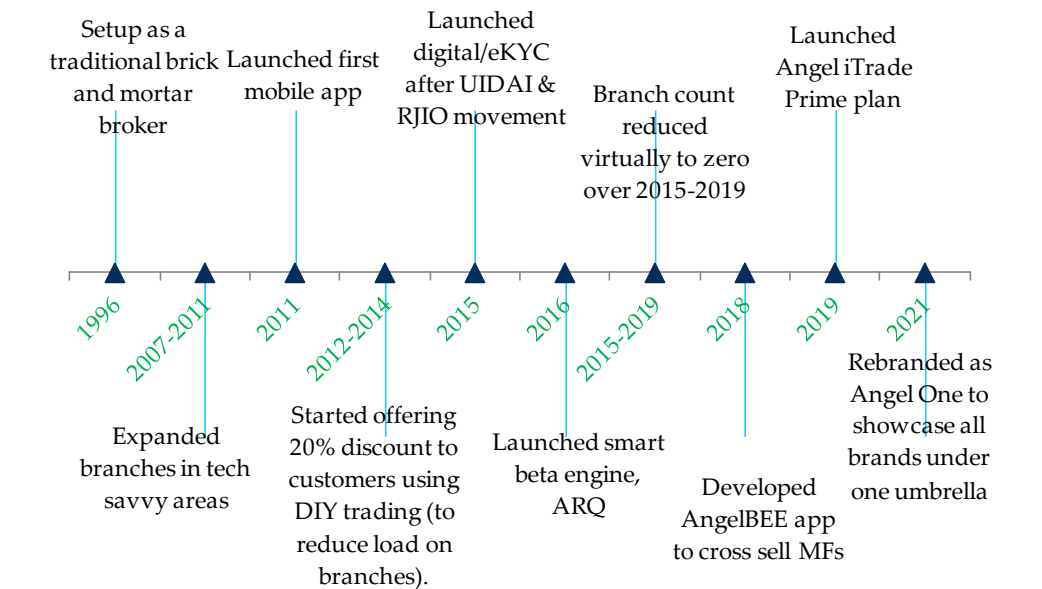 Setup as a
traditional brick
and mortar
broker
Launched first
mobile app
Launched
digital/eKYC
after UIDAI &
RJIO movement
Branch count
reduced
virtually to zero
over 2015-2019
Launched
Angel iTrade
Prime plan
1996
2007-2011
2011
2012-2014
2015
2016
2015-2019
2018
2019
2021
Expanded
branches in tech
savvy areas
Started offering
20% discount to
customers using
DIY trading (to
reduce load on
branches).
Launched smart
beta engine,
ARQ
Developed
AngelBEE app
to cross sell MFs
Rebranded as
Angel One to
showcase all
brands under
one umbrella